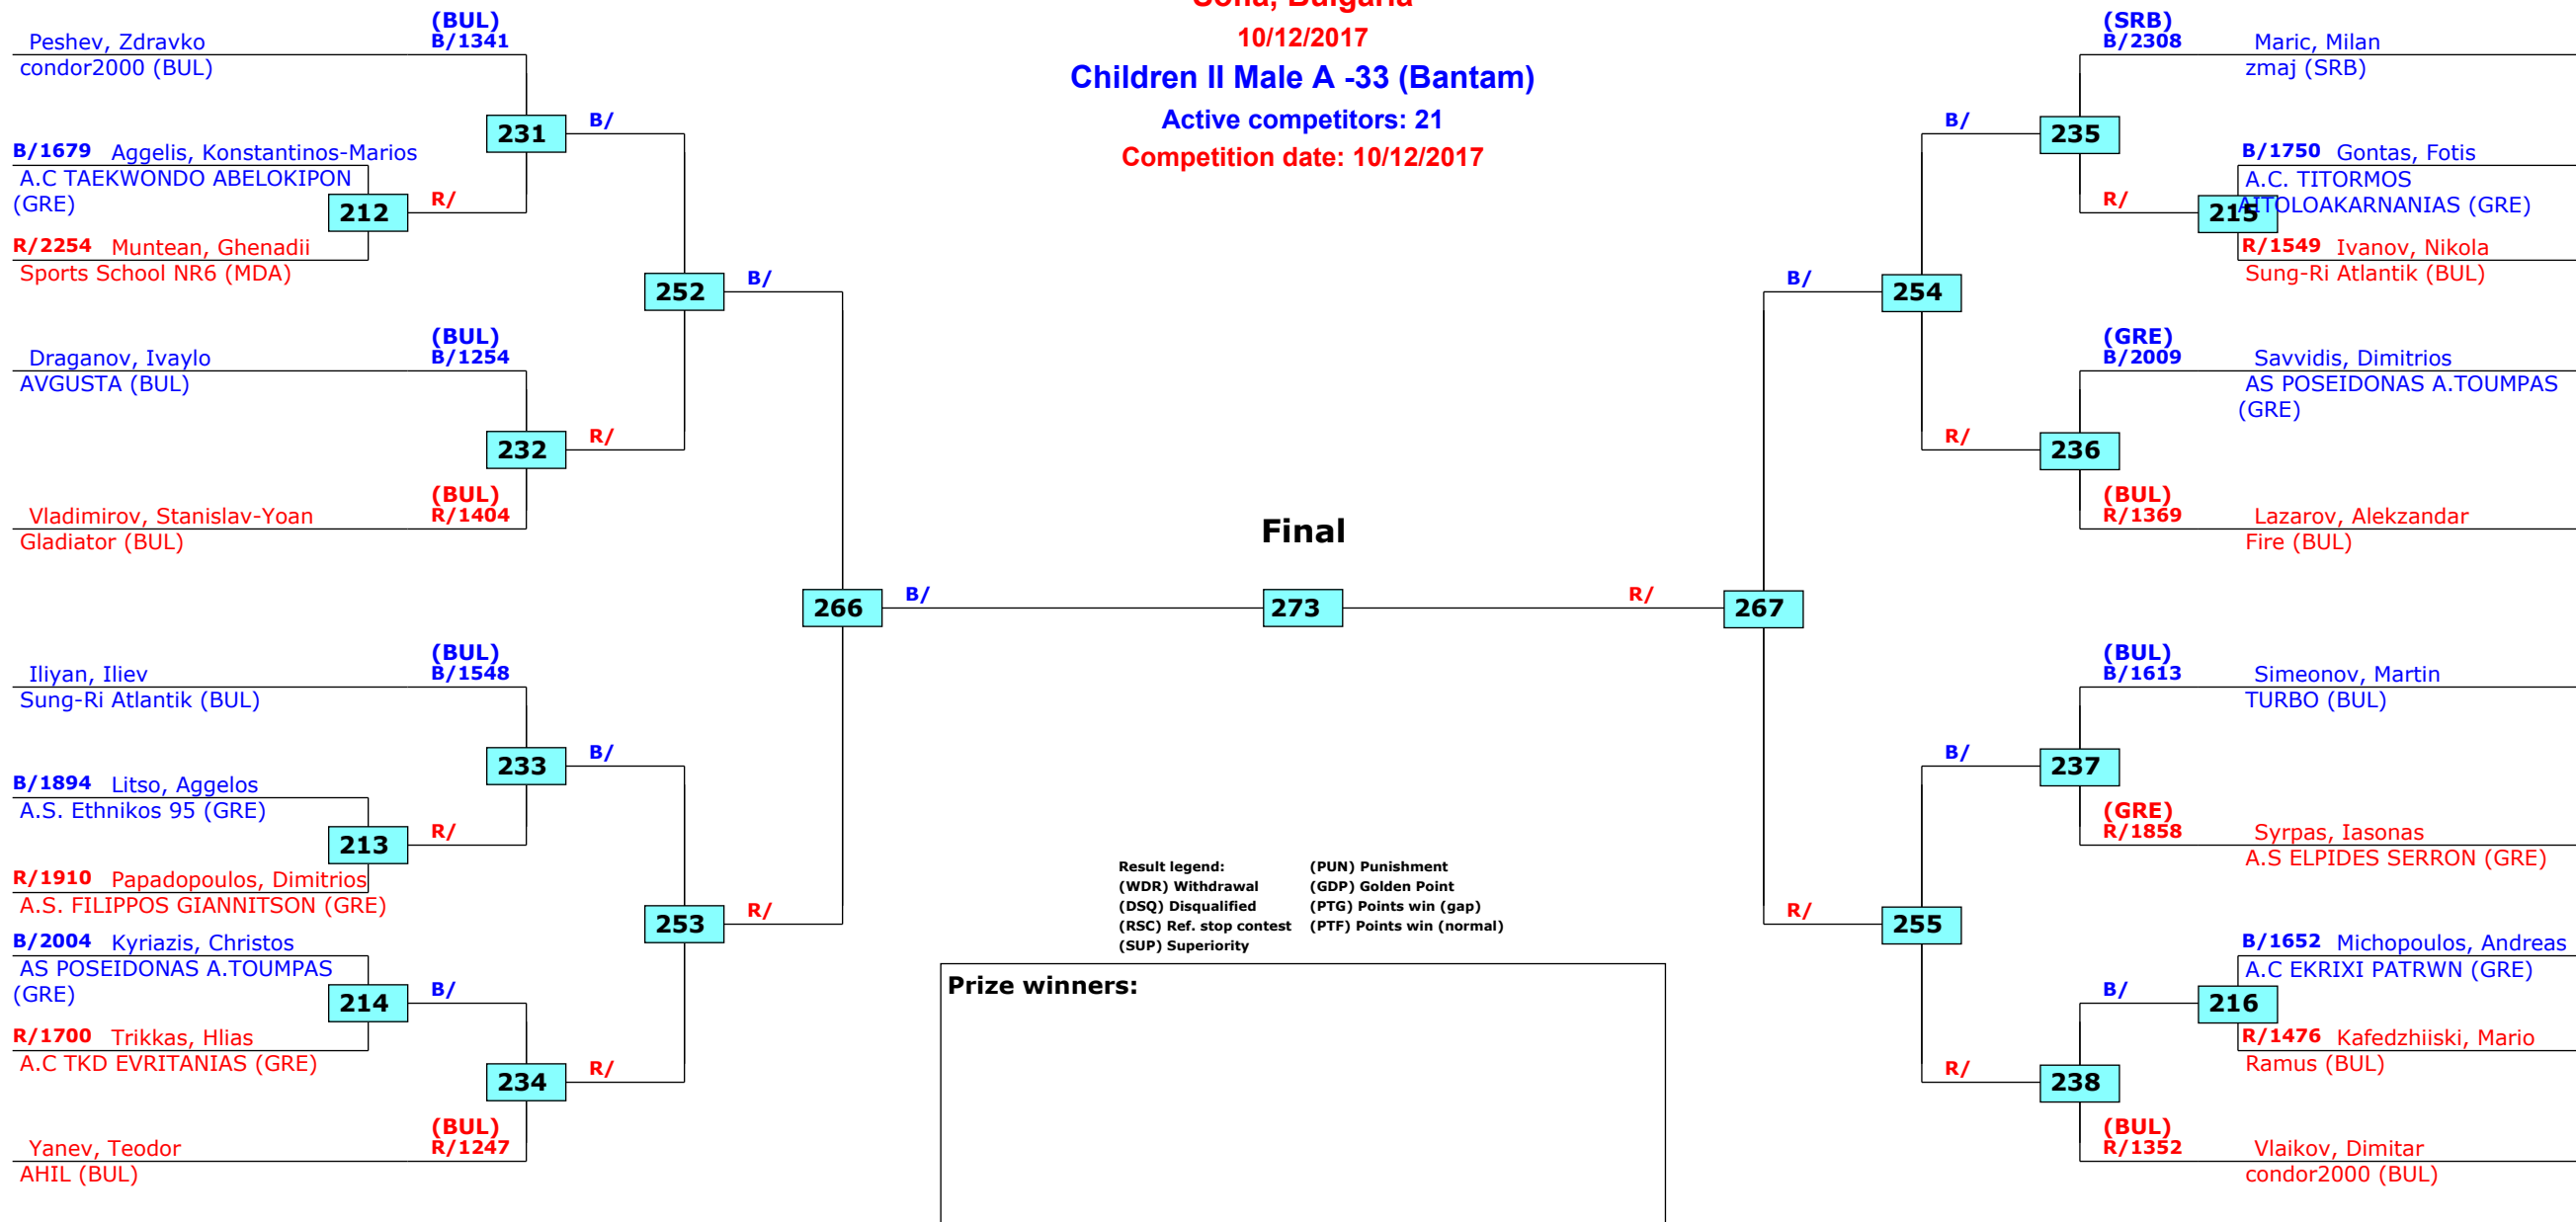 Sofia, Bulgaria
10/12/2017
Children II Male A -33 (Bantam)
Active competitors: 21
Competition date: 10/12/2017
(BUL)
Peshev, Zdravko B/1341
condor2000 (BUL)
231
B/
B/1679 Aggelis, Konstantinos-Marios
A.C TAEKWONDO ABELOKIPON
(GRE)
212
R/
R/2254 Muntean, Ghenadii
Sports School NR6 (MDA)
252
B/
(BUL)
Draganov, Ivaylo B/1254
AVGUSTA (BUL)
232
R/
(BUL)
Vladimirov, Stanislav-Yoan R/1404
Gladiator (BUL)
266
B/
(BUL)
Iliyan, Iliev B/1548
Sung-Ri Atlantik (BUL)
233
B/
B/1894 Litso, Aggelos
A.S. Ethnikos 95 (GRE)
213
R/
R/1910 Papadopoulos, Dimitrios
A.S. FILIPPOS GIANNITSON (GRE)
253
R/
B/2004 Kyriazis, Christos
AS POSEIDONAS A.TOUMPAS
(GRE)
214
B/
R/1700 Trikkas, Hlias
A.C TKD EVRITANIAS (GRE)
234
R/
(BUL)
Yanev, Teodor R/1247
AHIL (BUL)
Final
273
R/
267
(SRB)
B/2308 Maric, Milan
zmaj (SRB)
B/
235
B/1750 Gontas, Fotis
A.C. TITORMOS
AITOLOAKARNANIAS (GRE)
R/
215
R/1549 Ivanov, Nikola
Sung-Ri Atlantik (BUL)
B/
254
(GRE)
B/2009 Savvidis, Dimitrios
AS POSEIDONAS A.TOUMPAS
(GRE)
R/
236
(BUL)
R/1369 Lazarov, Alekzandar
Fire (BUL)
(BUL)
B/1613 Simeonov, Martin
TURBO (BUL)
B/
237
(GRE)
R/1858 Syrpas, Iasonas
A.S ELPIDES SERRON (GRE)
R/
255
B/1652 Michopoulos, Andreas
A.C EKRIXI PATRWN (GRE)
B/
216
R/1476 Kafedzhiiski, Mario
Ramus (BUL)
R/
238
(BUL)
R/1352 Vlaikov, Dimitar
condor2000 (BUL)
Result legend: (PUN) Punishment
(WDR) Withdrawal (GDP) Golden Point
(DSQ) Disqualified (PTG) Points win (gap)
(RSC) Ref. stop contest (PTF) Points win (normal)
(SUP) Superiority
Prize winners: